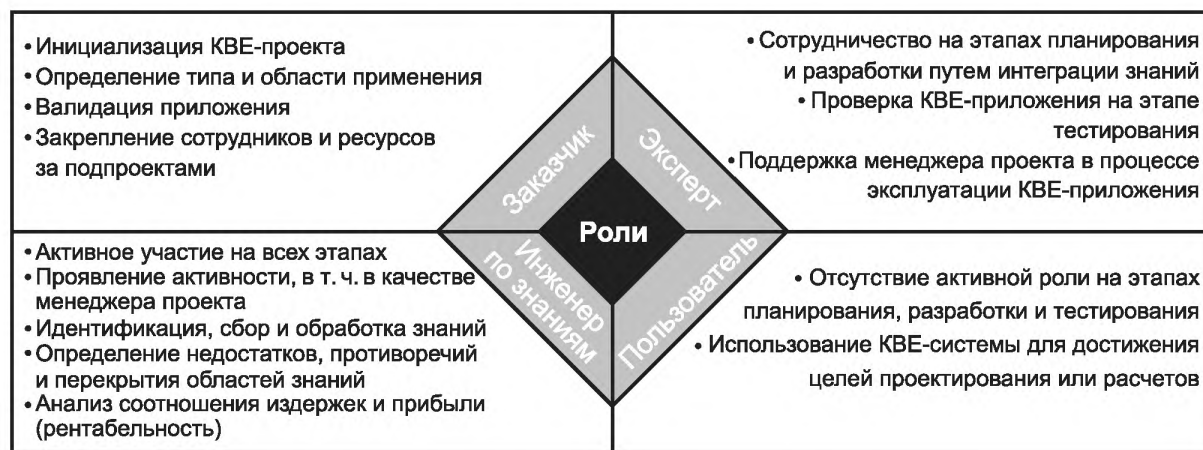 • Инициализация КВЕ-проекта
• Определение типа и области применения
• Валидация приложения
• Закрепление сотрудников и ресурсов
за подпроектами
• Сотрудничество на этапах планирования
и разработки путем интеграции знаний
• Проверка КВЕ-приложения на этапе
тестирования
• Поддержка менеджера проекта в процессе
эксплуатации КВЕ-приложения
Заказчик
Эксперт
Роли
Инженер
по знаниям
Пользователь
• Активное участие на всех этапах
• Проявление активности, в т. ч. в качестве
менеджера проекта
• Идентификация, сбор и обработка знаний
• Определение недостатков, противоречий
и перекрытия областей знаний
• Анализ соотношения издержек и прибыли
(рентабельность)
• Отсутствие активной роли на этапах
планирования, разработки и тестирования
• Использование КВЕ-системы для достижения
целей проектирования или расчетов